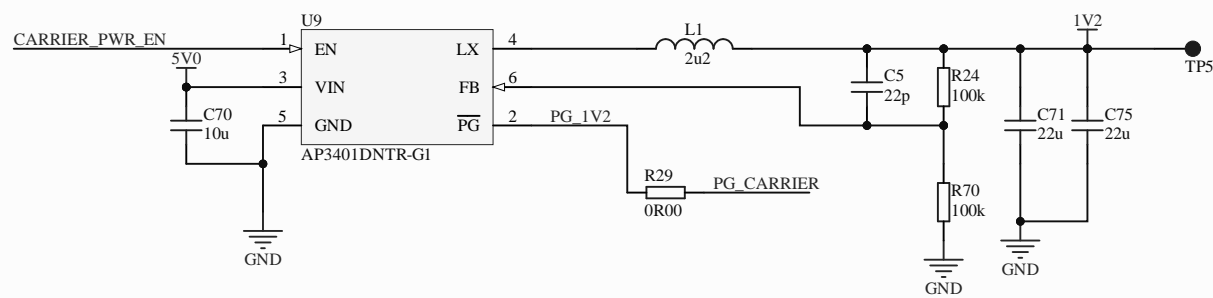 U9
CARRIER_PWR_EN
1
EN
LX
4
L1
2u2
1V2
TP5
5V0
3
VIN
FB
6
C5
22p
R24
100k
C70
10u
5
GND
PG
2
PG_1V2
C71
22u
C75
22u
AP3401DNTR-G1
R29
0R00
PG_CARRIER
R70
100k
GND
GND
GND